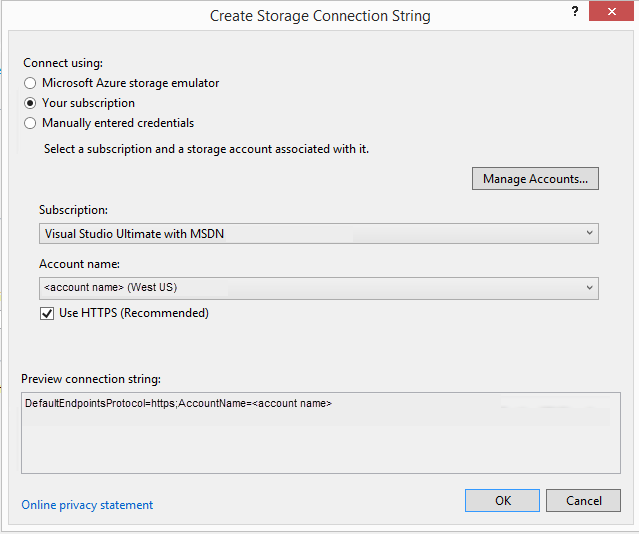 Create Storage Connection String
?
Connect using:
Microsoft Azure storage emulator
Your subscription
Manually entered credentials
Select a subscription and a storage account associated with it.
Manage Accounts...
Subscription:
Visual Studio Ultimate with MSDN
Account name:
<account name> (West US)
Use HTTPS (Recommended)
Preview connection string:
DefaultEndpointsProtocol=https;AccountName=<account name>
Online privacy statement
OK
Cancel